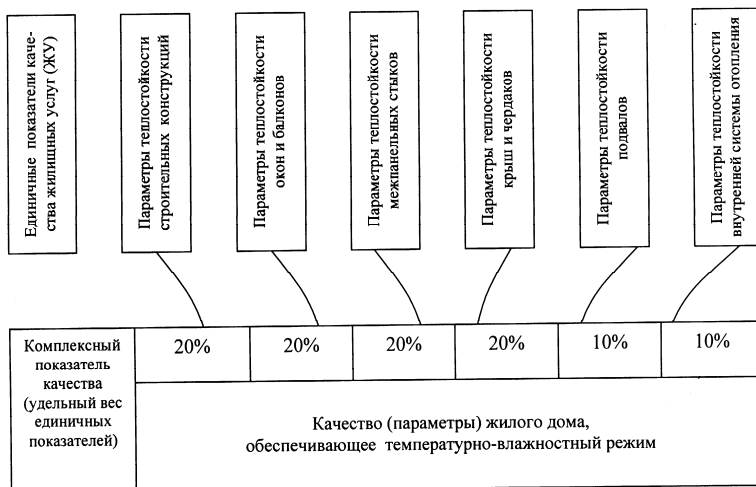 Единичные показатели каче-
ства жилищных услуг (ЖУ)
Параметры теплостойкости
строительных конструкций
Параметры теплостойкости
окон и балконов
Параметры теплостойкости
межпанельных стыков
Параметры теплостойкости
крыш и чердаков
Параметры теплостойкости
подвалов
Параметры теплостойкости
внутренней системы отопления
Комплексный
показатель
качества
(удельный вес
единичных
показателей)
20%
20%
20%
20%
10%
10%
Качество (параметры) жилого дома,
обеспечивающее температурно-влажностный режим